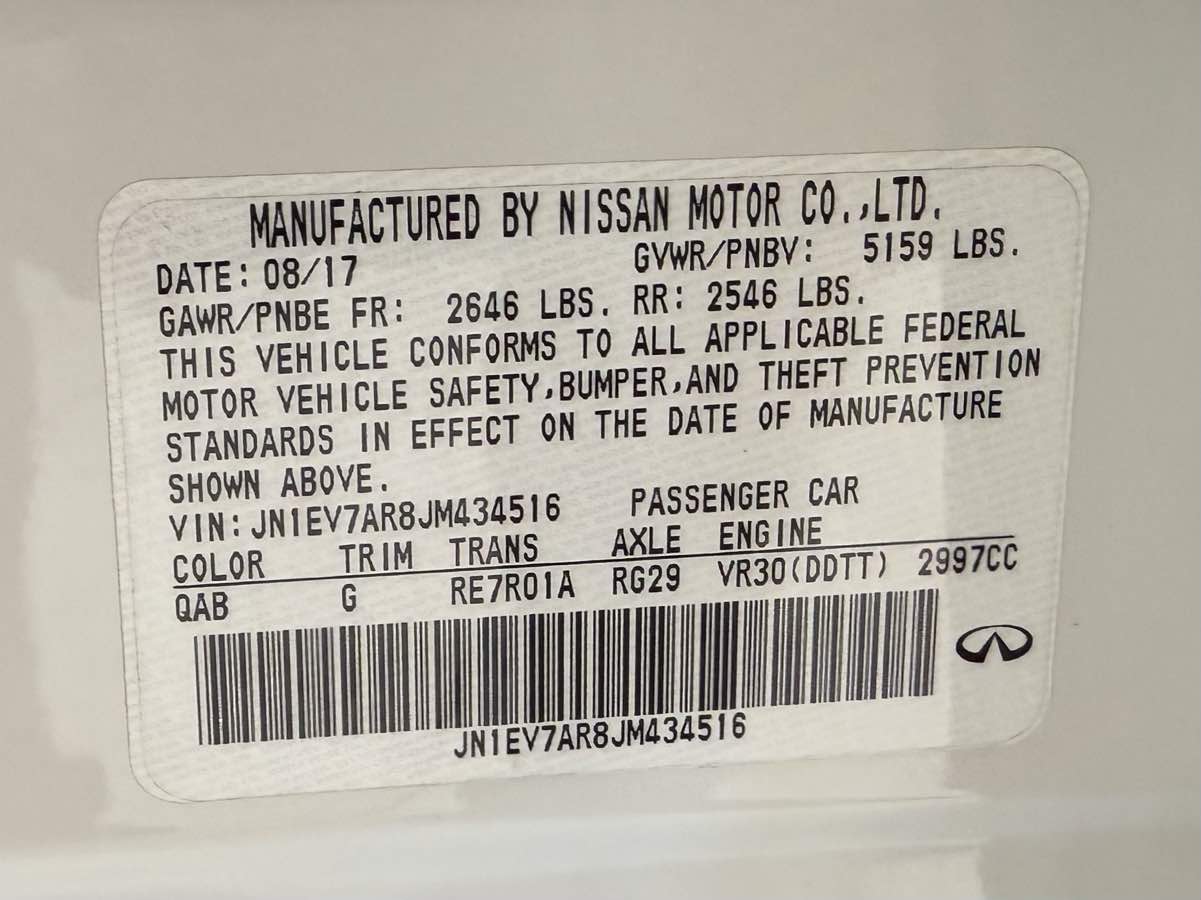 MANUFACTURED BY NISSAN MOTOR CO.,LTD.
DATE: 08/17 GVWR/PNBV: 5159 LBS.
GAWR/PNBE FR: 2646 LBS. RR: 2546 LBS.
THIS VEHICLE CONFORMS TO ALL APPLICABLE FEDERAL
MOTOR VEHICLE SAFETY,BUMPER,AND THEFT PREVENTION
STANDARDS IN EFFECT ON THE DATE OF MANUFACTURE
SHOWN ABOVE.
VIN: JN1EV7AR8JM434516 PASSENGER CAR
COLOR TRIM TRANS AXLE ENGINE
QAB G RE7R01A RG29 VR30(DDTT) 2997CC
JN1EV7AR8JM434516